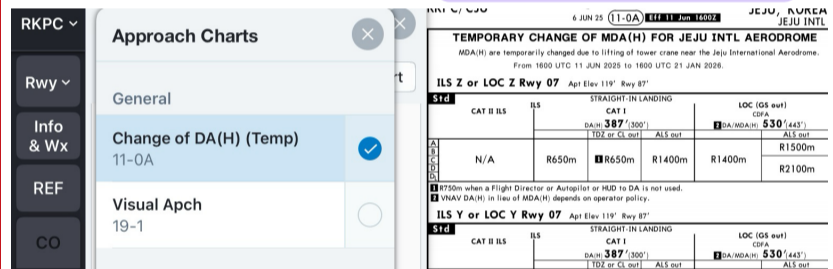 RKPC
Rwy
Info
& Wx
REF
CO
Approach Charts
General
Change of DA(H) (Temp)
11-0A
Visual Apch
19-1
rt
6 JUN 25 11-0A Eff 11 Jun 1600Z
JEJU, KOREA
JEJU INTL
TEMPORARY CHANGE OF MDA(H) FOR JEJU INTL AERODROME
MDA(H) are temporarily changed due to lifting of tower crane near the Jeju International Aerodrome.
From 1600 UTC 11 JUN 2025 to 1600 UTC 21 JAN 2026.
ILS Z or LOC Z Rwy 07 Apt Elev 119' Rwy 87'
Std
STRAIGHT-IN LANDING
ILS
LOC (GS out)
CAT II ILS
CAT I
CDFA
DA(H) 387'(300')
2 DA/MDA(H) 530'(443')
TDZ or CL out
ALS out
ALS out
A
B
C
D
N/A
R650m
1 R650m
R1400m
R1400m
R1500m
R2100m
1 R750m when a Flight Director or Autopilot or HUD to DA is not used.
2 VNAV DA(H) in lieu of MDA(H) depends on operator policy.
ILS Y or LOC Y Rwy 07 Apt Elev 119' Rwy 87'
Std
STRAIGHT-IN LANDING
ILS
LOC (GS out)
CAT II ILS
CAT I
CDFA
DA(H) 387'(300')
2 DA/MDA(H) 530'(443')
TDZ or CL out
ALS out
ALS out